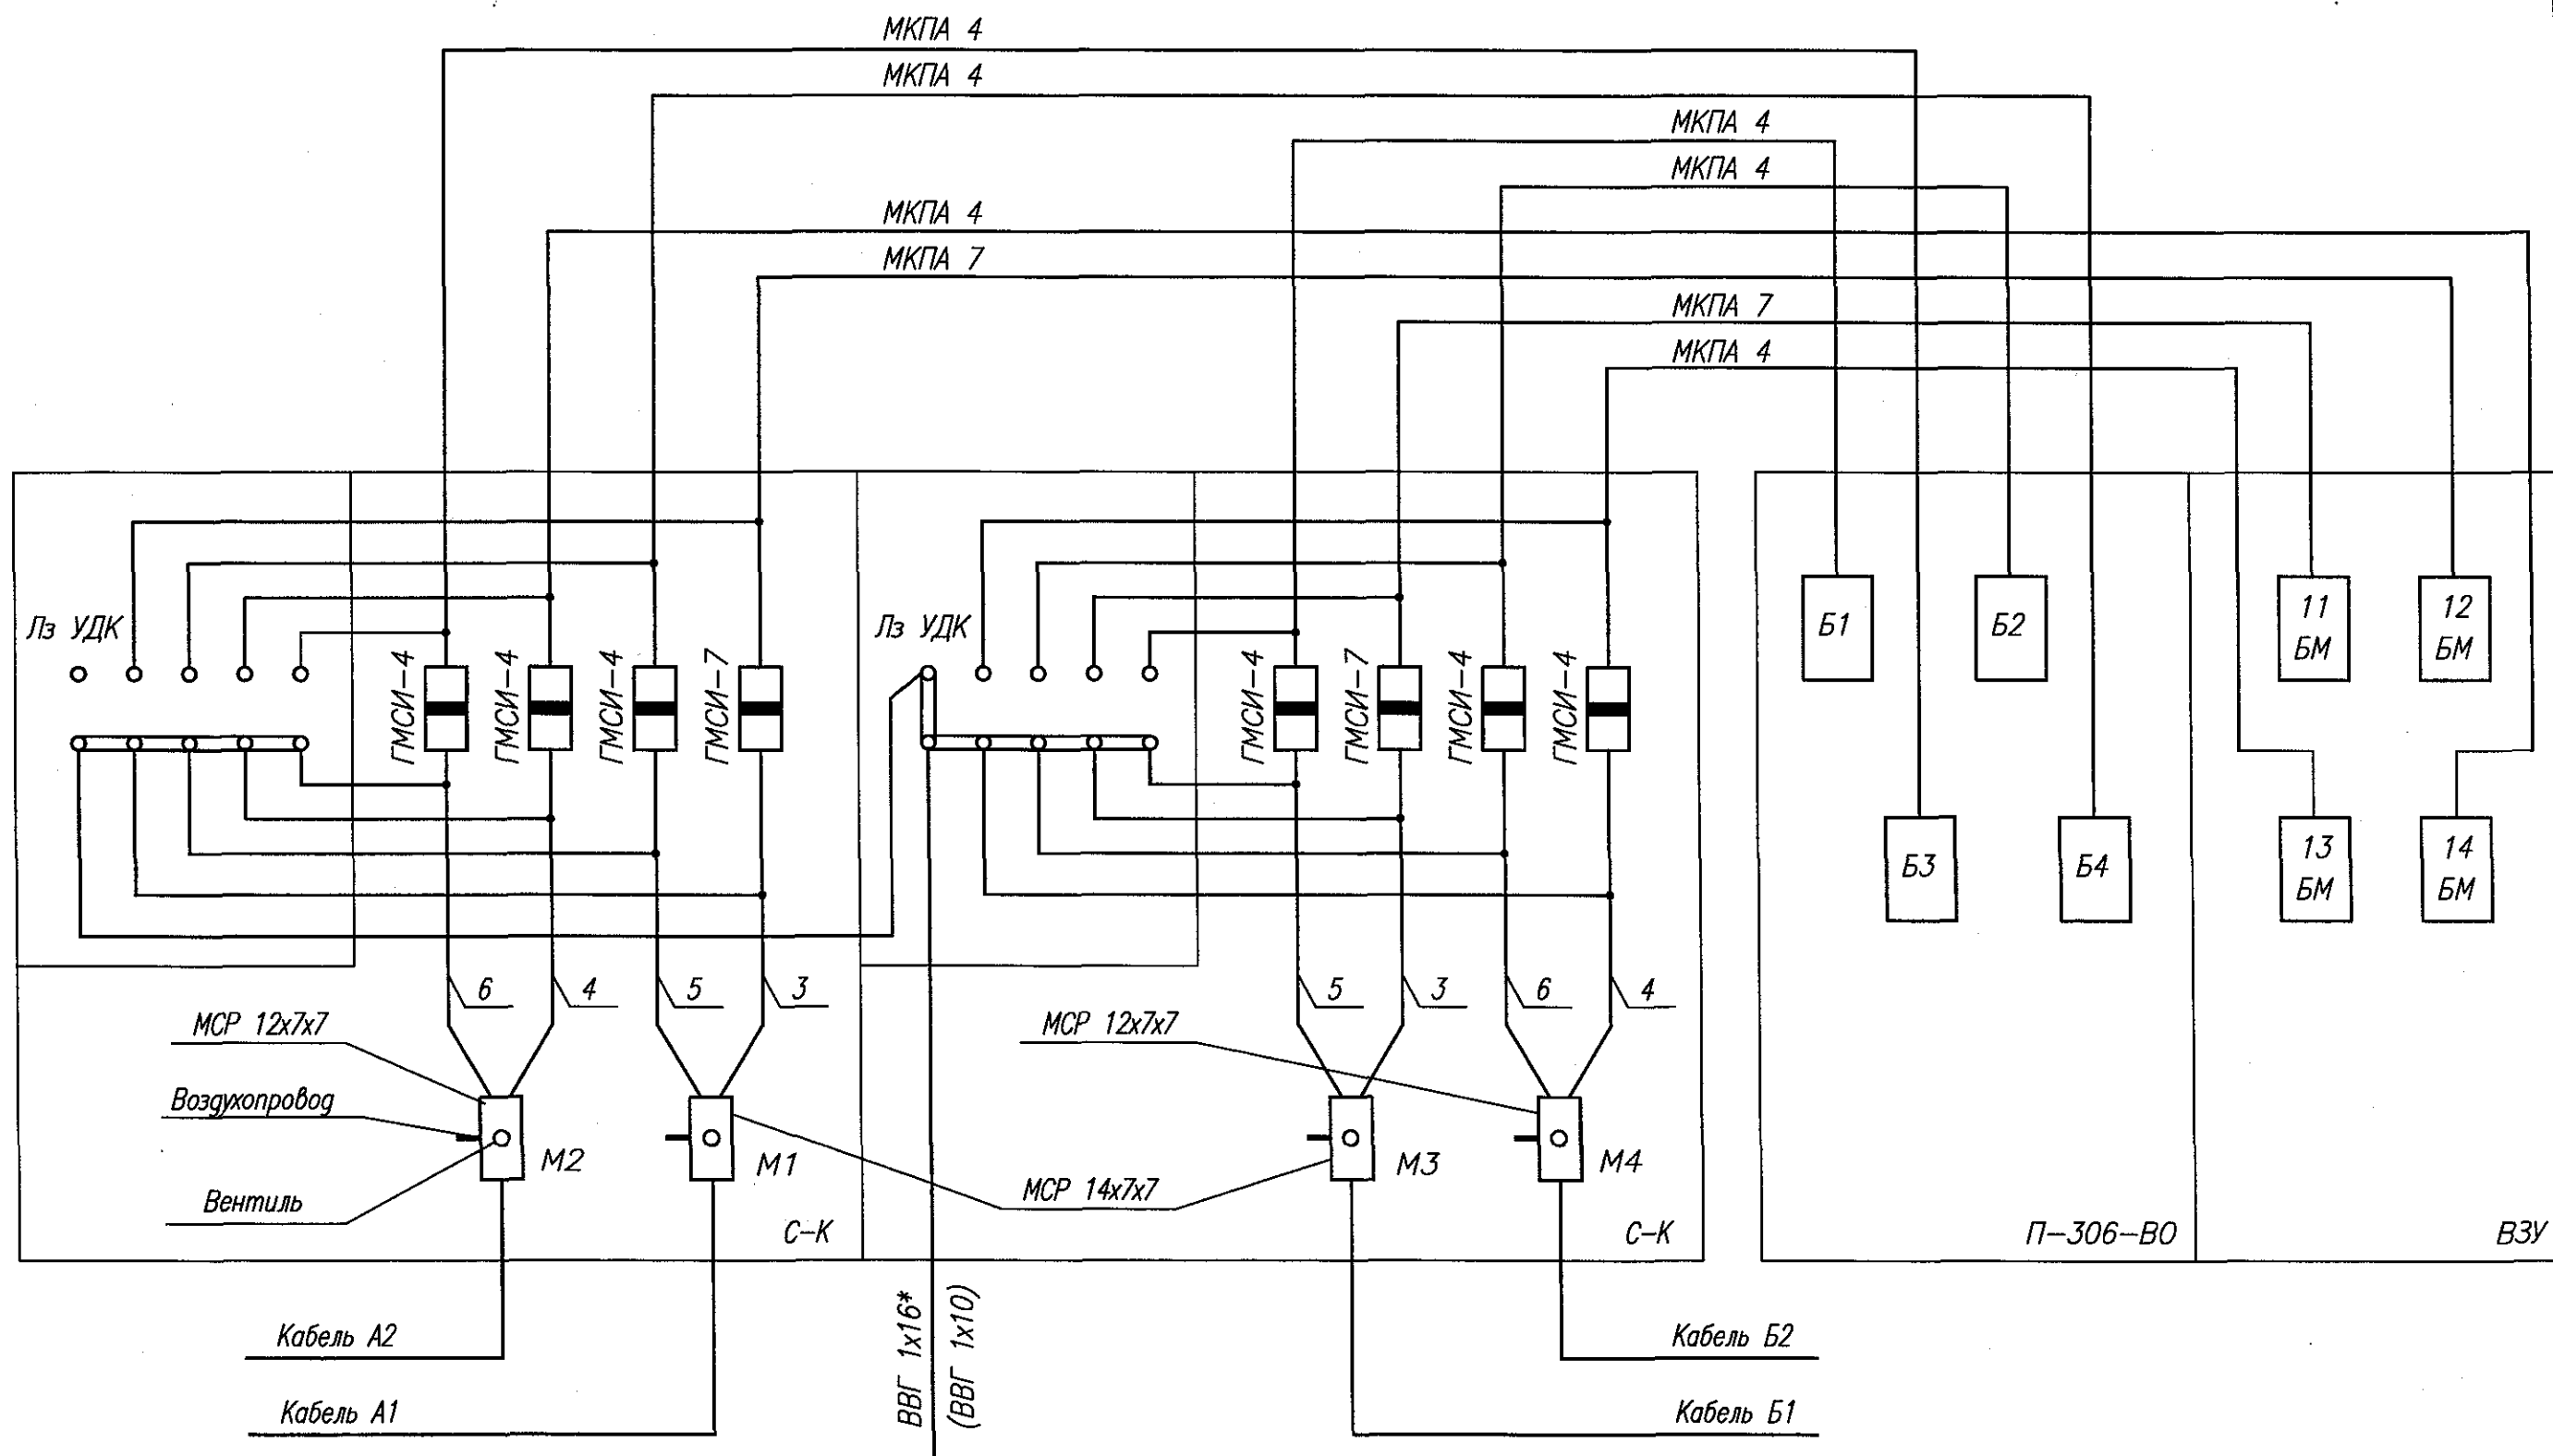 МКПА 4
МКПА 4
МКПА 4
МКПА 4
МКПА 4
МКПА 7
МКПА 7
МКПА 4
Лз УДК
ГМСИ-4
ГМСИ-4
ГМСИ-4
ГМСИ-7
Лз УДК
ГМСИ-4
ГМСИ-7
ГМСИ-4
ГМСИ-4
Б1
Б2
11
БМ
12
БМ
Б3
Б4
13
БМ
14
БМ
6
4
5
3
5
3
6
4
МСР 12х7х7
МСР 12х7х7
Воздухопровод
Вентиль
М2
М1
МСР 14х7х7
М3
М4
С-К
С-К
П-306-ВО
ВЗУ
ВВГ 1х16*
(ВВГ 1х10)
Кабель А2
Кабель Б2
Кабель А1
Кабель Б1